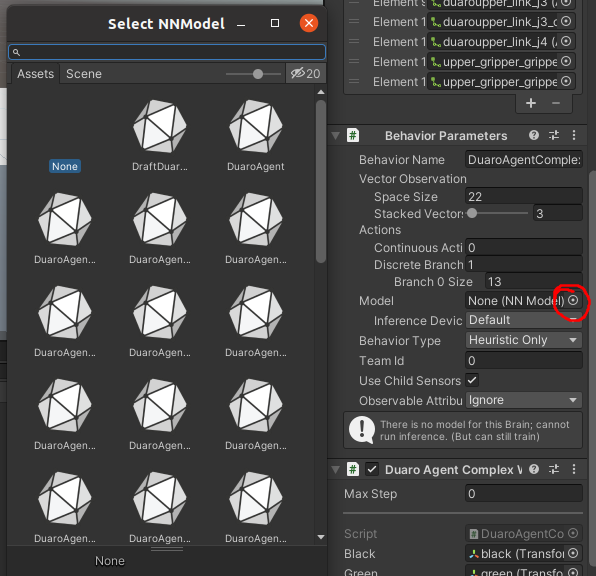 Select NNModel
Assets
Scene
20
None
DraftDuar...
DuaroAgent
DuaroAgen...
DuaroAgen...
DuaroAgen...
DuaroAgen...
DuaroAgen...
DuaroAgen...
DuaroAgen...
DuaroAgen...
DuaroAgen...
DuaroAgen...
DuaroAgen...
DuaroAgen...
None
duaroupper_link_j3 (
Element 1
duaroupper_link_j3_
Element 1
duaroupper_link_j4 (
Element 1
upper_gripper_grippe
Element 1
upper_gripper_grippe
Behavior Parameters
Behavior Name
DuaroAgentComplex
Vector Observation
Space Size
22
Stacked Vectors
3
Actions
Continuous Acti
0
Discrete Branch
1
Branch 0 Size
13
Model
None (NN Model)
Inference Devic
Default
Behavior Type
Heuristic Only
Team Id
0
Use Child Sensors
Observable Attribu
Ignore
There is no model for this Brain; cannot
run inference. (But can still train)
Duaro Agent Complex V
Max Step
0
Script
DuaroAgentCo
Black
black (Transfo
Green
green (Transfo